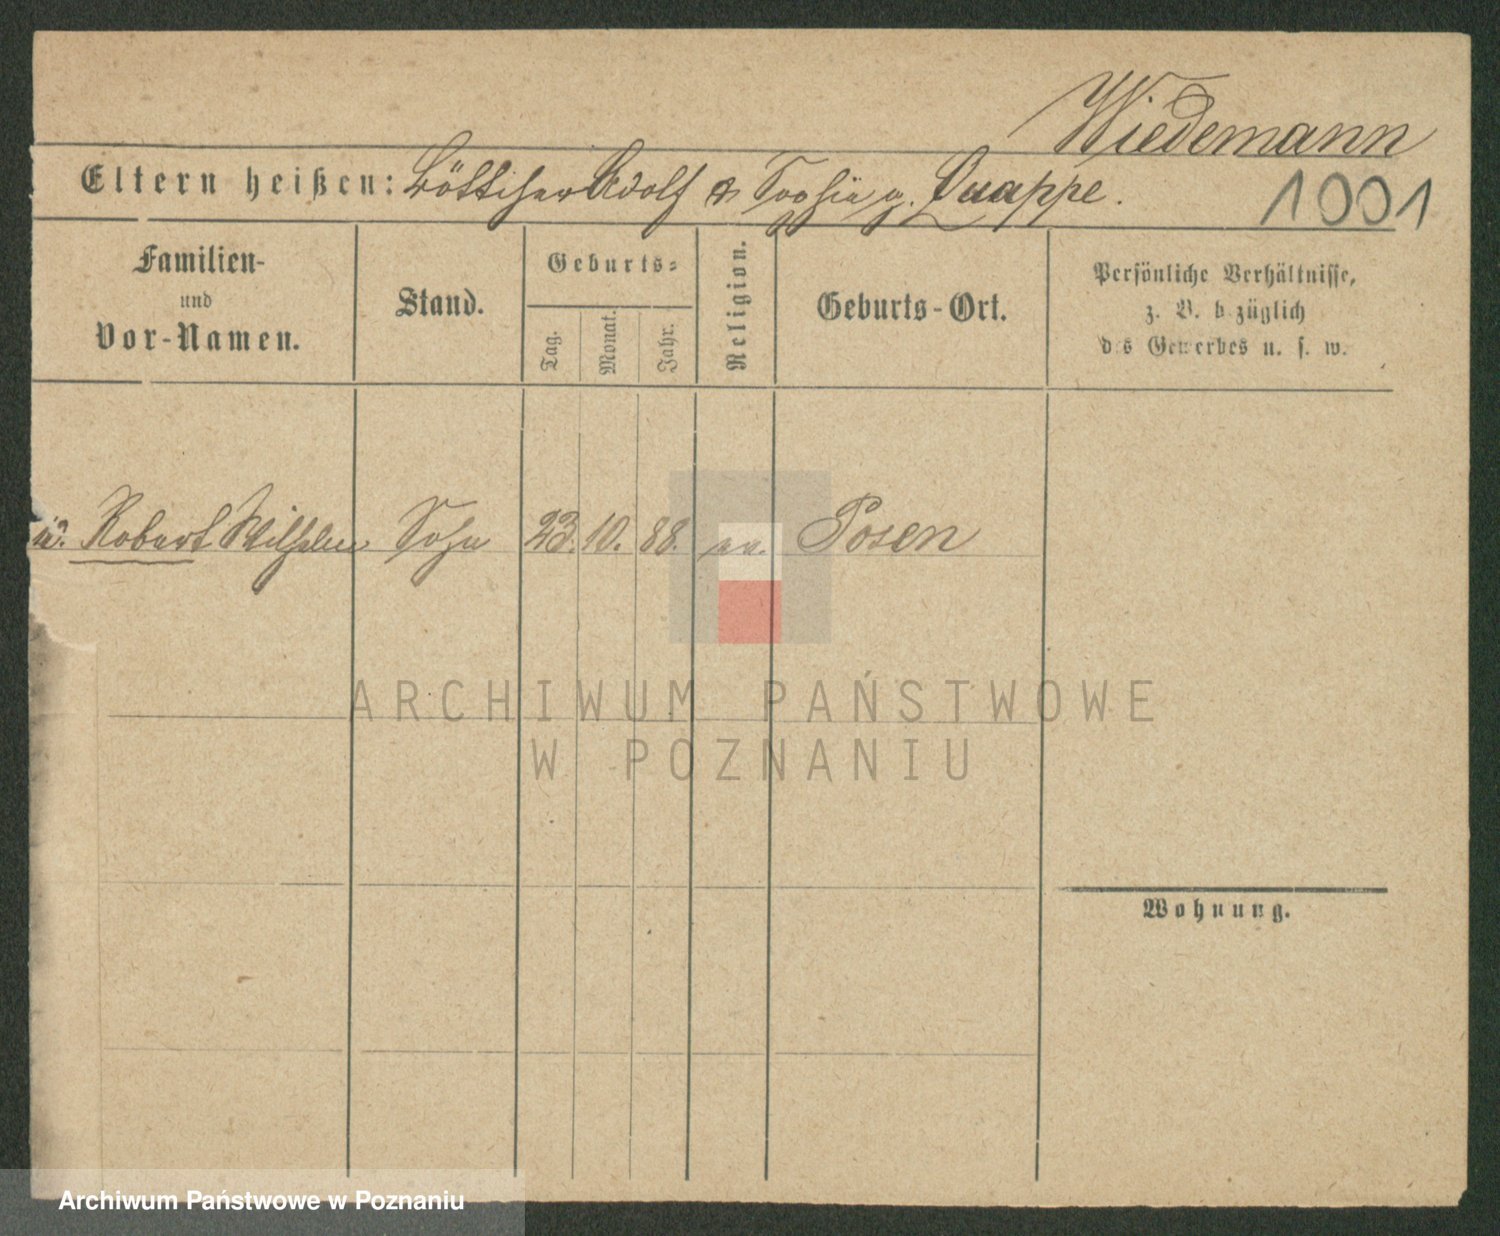 Wiedemann
Eltern heißen: Böttcher Adolf & Sophie g. Quappe.
1001
Familien-
und
Vor-Namen.
Stand.
Geburts-
Tag.
Monat.
Jahr.
Religion.
Geburts-Ort.
Persönliche Verhältnisse,
z. B. bezüglich
des Gewerbes u. s. w.
Robert Wilhelm Sohn 23. 10. 88. ev. Posen
ARCHIWUM PAŃSTWOWE
W POZNANIU
Wohnung.
Archiwum Państwowe w Poznaniu